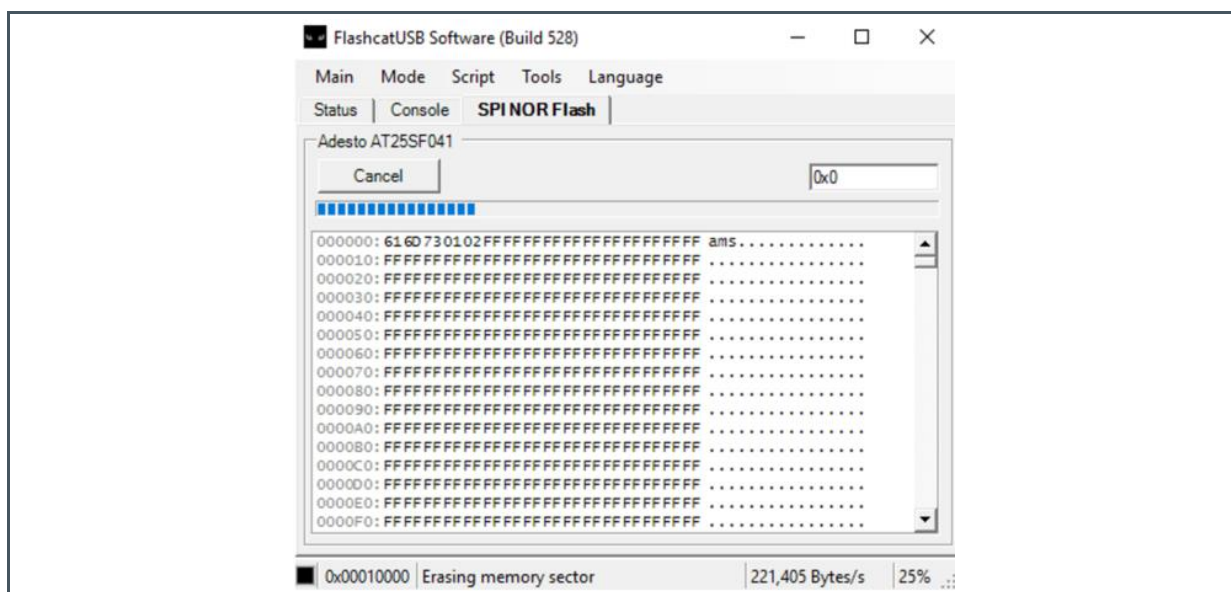 FlashcatUSB Software (Build 528)
Main Mode Script Tools Language
Status Console SPI NOR Flash
Adesto AT25SF041
Cancel 0x0
000000: 616D730102FFFFFFFFFFFFFFFFFFFFFF ams.............
000010: FFFFFFFFFFFFFFFFFFFFFFFFFFFFFFFF ................
000020: FFFFFFFFFFFFFFFFFFFFFFFFFFFFFFFF ................
000030: FFFFFFFFFFFFFFFFFFFFFFFFFFFFFFFF ................
000040: FFFFFFFFFFFFFFFFFFFFFFFFFFFFFFFF ................
000050: FFFFFFFFFFFFFFFFFFFFFFFFFFFFFFFF ................
000060: FFFFFFFFFFFFFFFFFFFFFFFFFFFFFFFF ................
000070: FFFFFFFFFFFFFFFFFFFFFFFFFFFFFFFF ................
000080: FFFFFFFFFFFFFFFFFFFFFFFFFFFFFFFF ................
000090: FFFFFFFFFFFFFFFFFFFFFFFFFFFFFFFF ................
0000A0: FFFFFFFFFFFFFFFFFFFFFFFFFFFFFFFF ................
0000B0: FFFFFFFFFFFFFFFFFFFFFFFFFFFFFFFF ................
0000C0: FFFFFFFFFFFFFFFFFFFFFFFFFFFFFFFF ................
0000D0: FFFFFFFFFFFFFFFFFFFFFFFFFFFFFFFF ................
0000E0: FFFFFFFFFFFFFFFFFFFFFFFFFFFFFFFF ................
0000F0: FFFFFFFFFFFFFFFFFFFFFFFFFFFFFFFF ................
0x00010000 Erasing memory sector 221,405 Bytes/s 25%